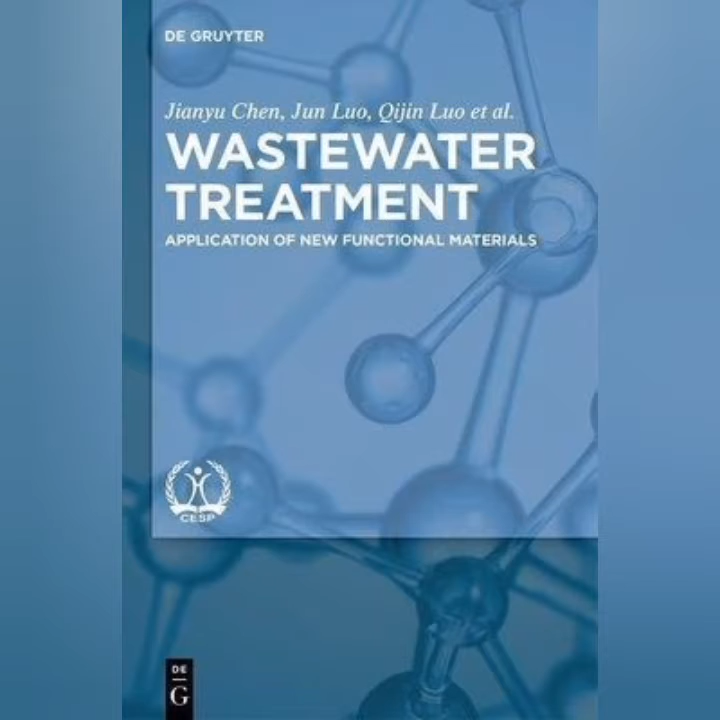 DE GRUYTER
Jianyu Chen, Jun Luo, Qijin Luo et al.
WASTEWATER
TREATMENT
APPLICATION OF NEW FUNCTIONAL MATERIALS
CESP
DE
G